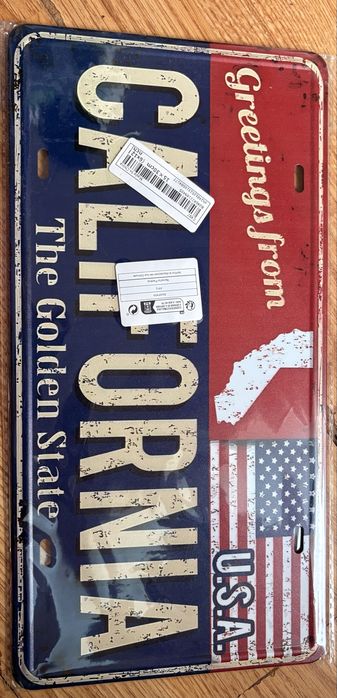 Greetings from
U.S.A.
CALIFORNIA
The Golden State